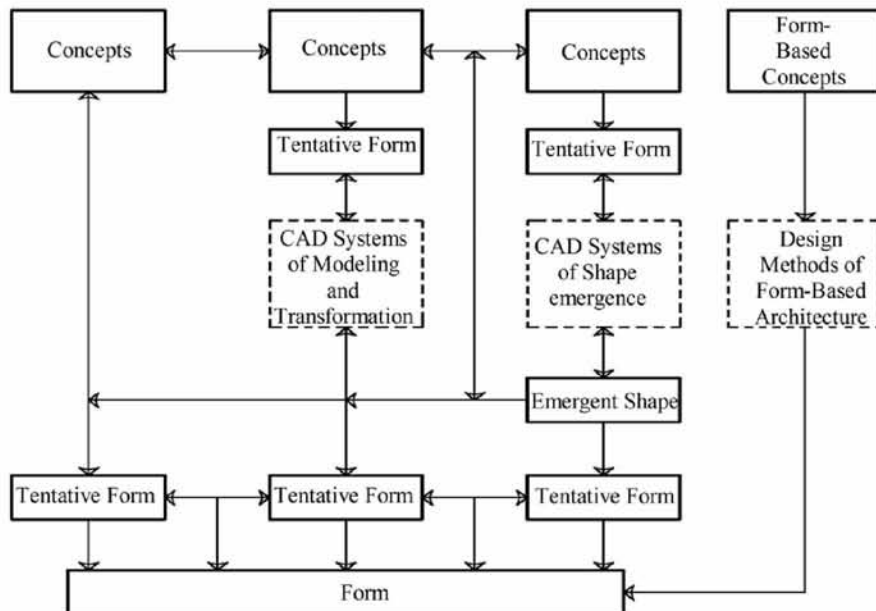 Concepts
Concepts
Concepts
Form-
Based
Concepts
Tentative Form
Tentative Form
CAD Systems
of Modeling
and
Transformation
CAD Systems
of Shape
emergence
Design
Methods of
Form-Based
Architecture
Emergent Shape
Tentative Form
Tentative Form
Tentative Form
Form